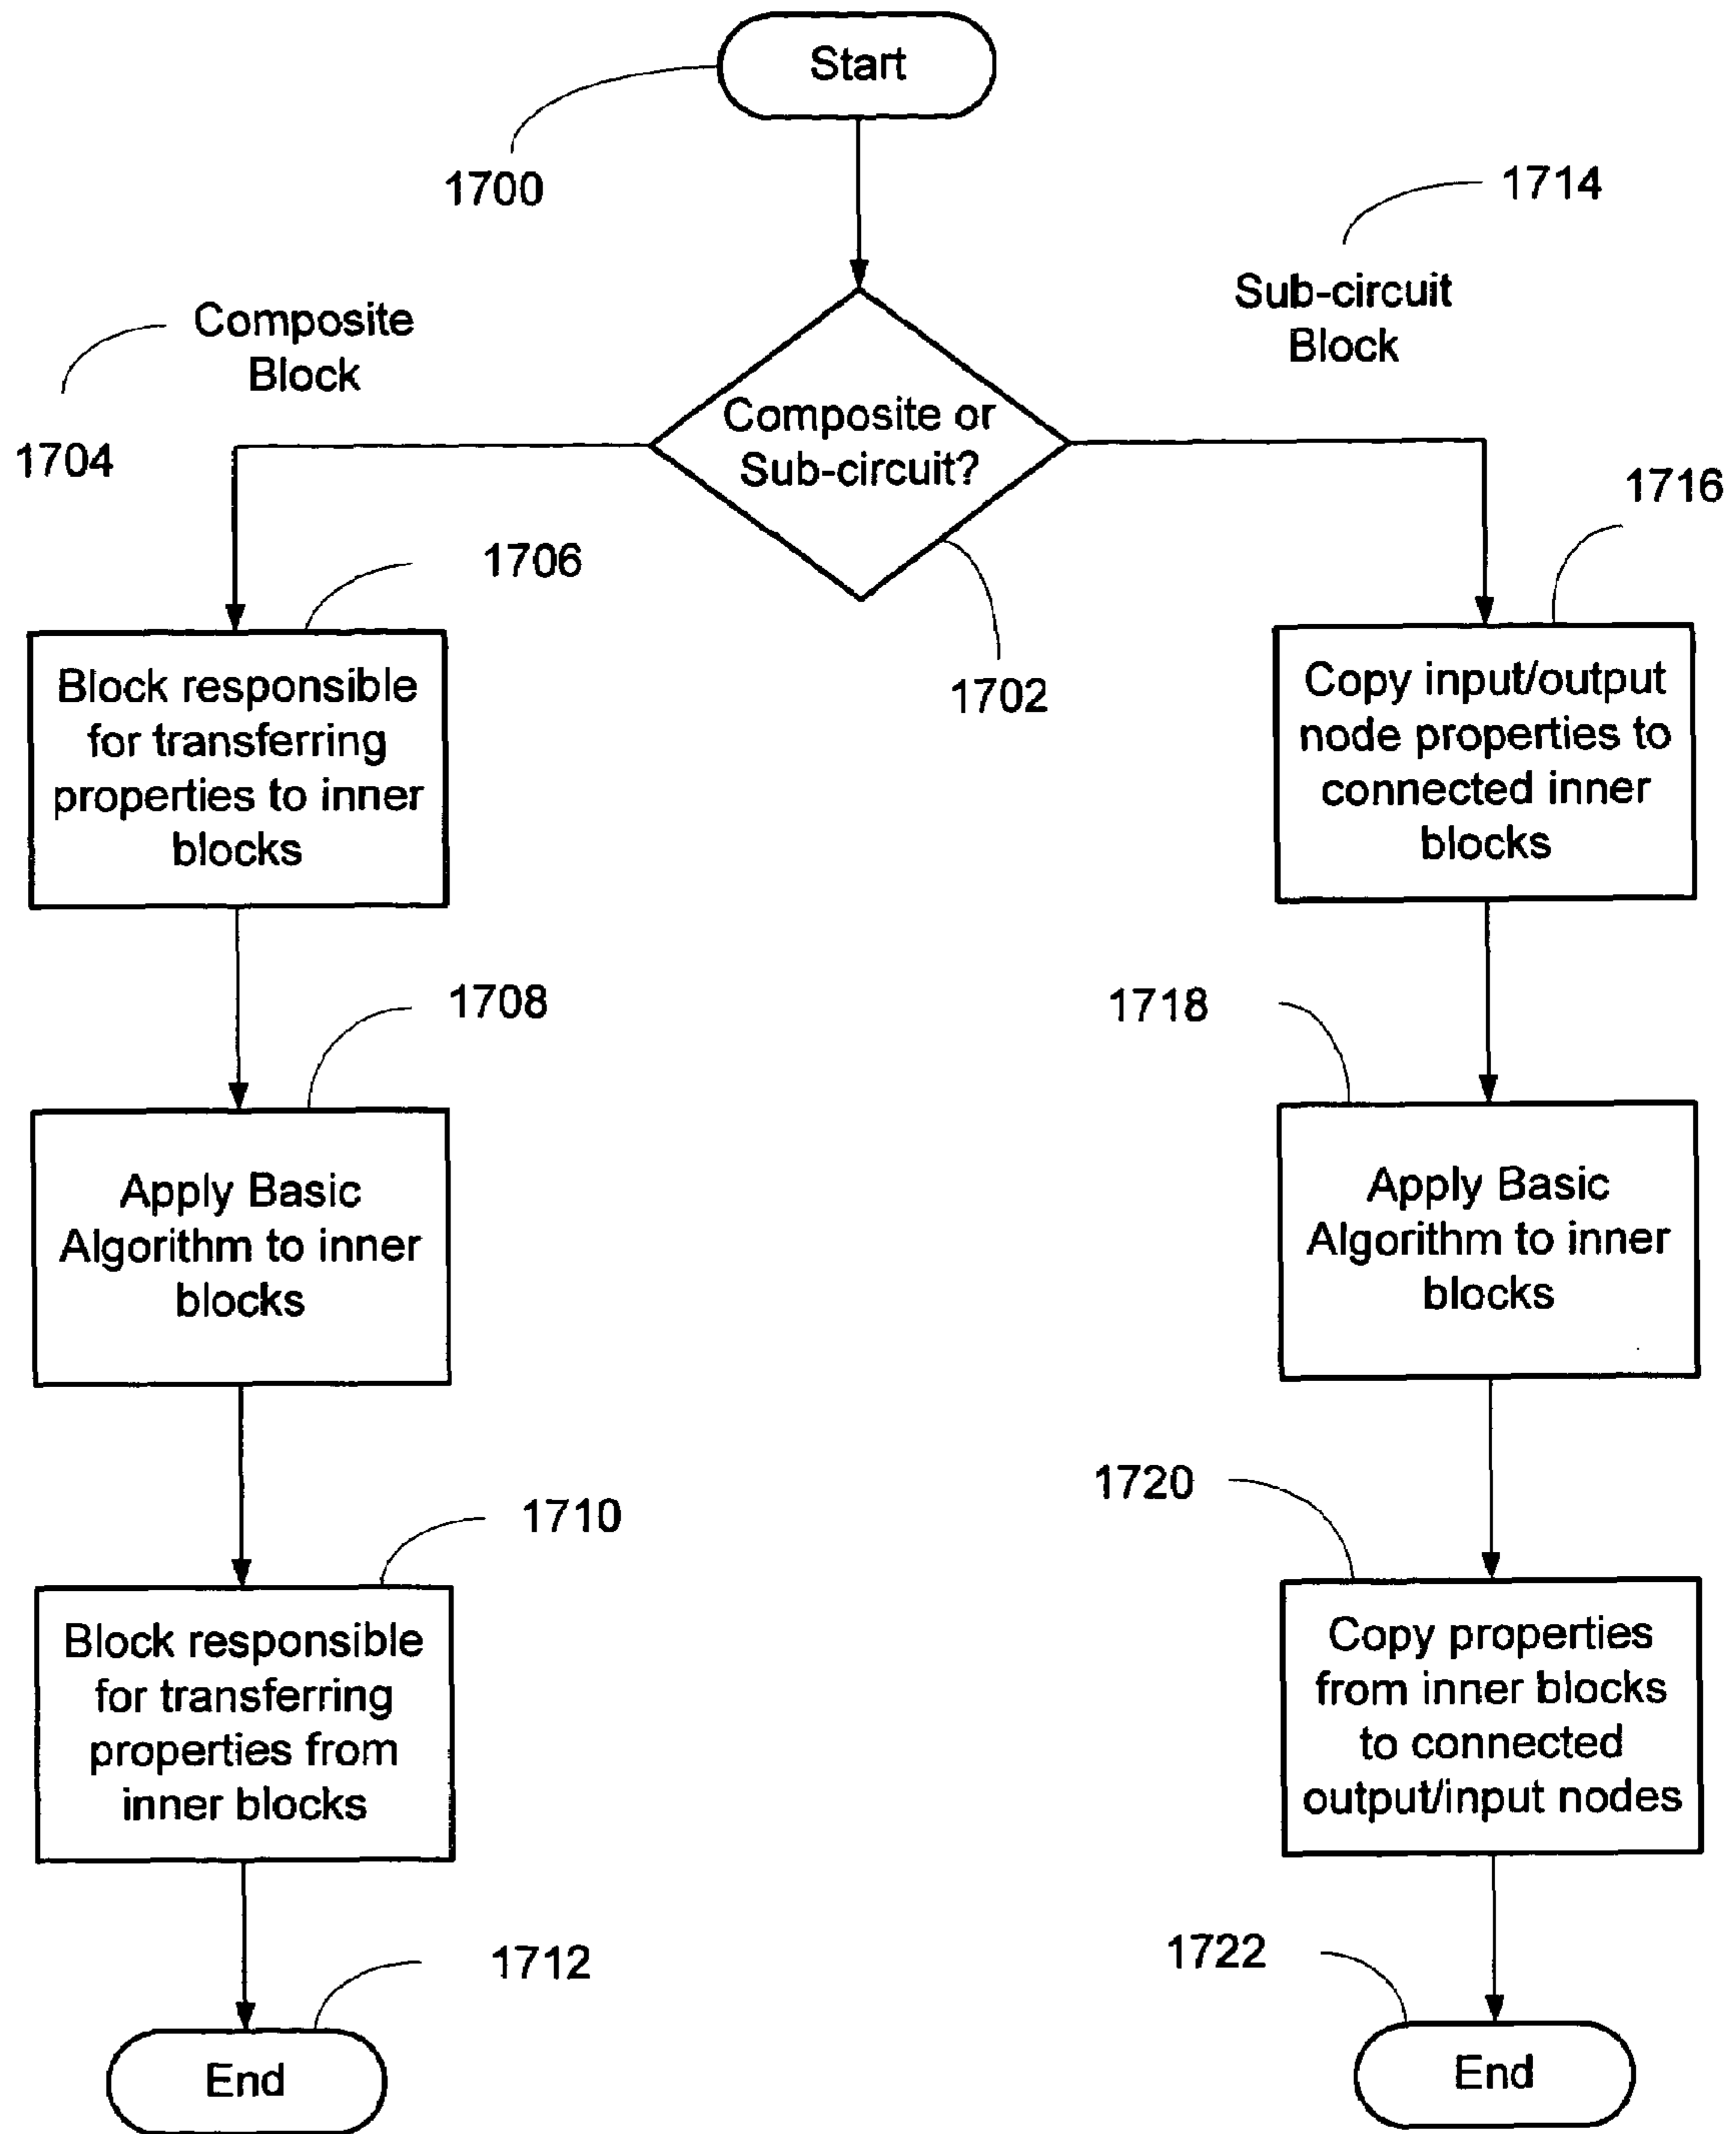 Start
1700
1714
Sub-circuit
Block
Composite
Block
1704
Composite or
Sub-circuit?
1702
1706
1716
Block responsible
for transferring
properties to inner
blocks
Copy input/output
node properties to
connected inner
blocks
1708
1718
Apply Basic
Algorithm to inner
blocks
Apply Basic
Algorithm to inner
blocks
1710
1720
Block responsible
for transferring
properties from
inner blocks
Copy properties
from inner blocks
to connected
output/input nodes
1712
1722
End
End